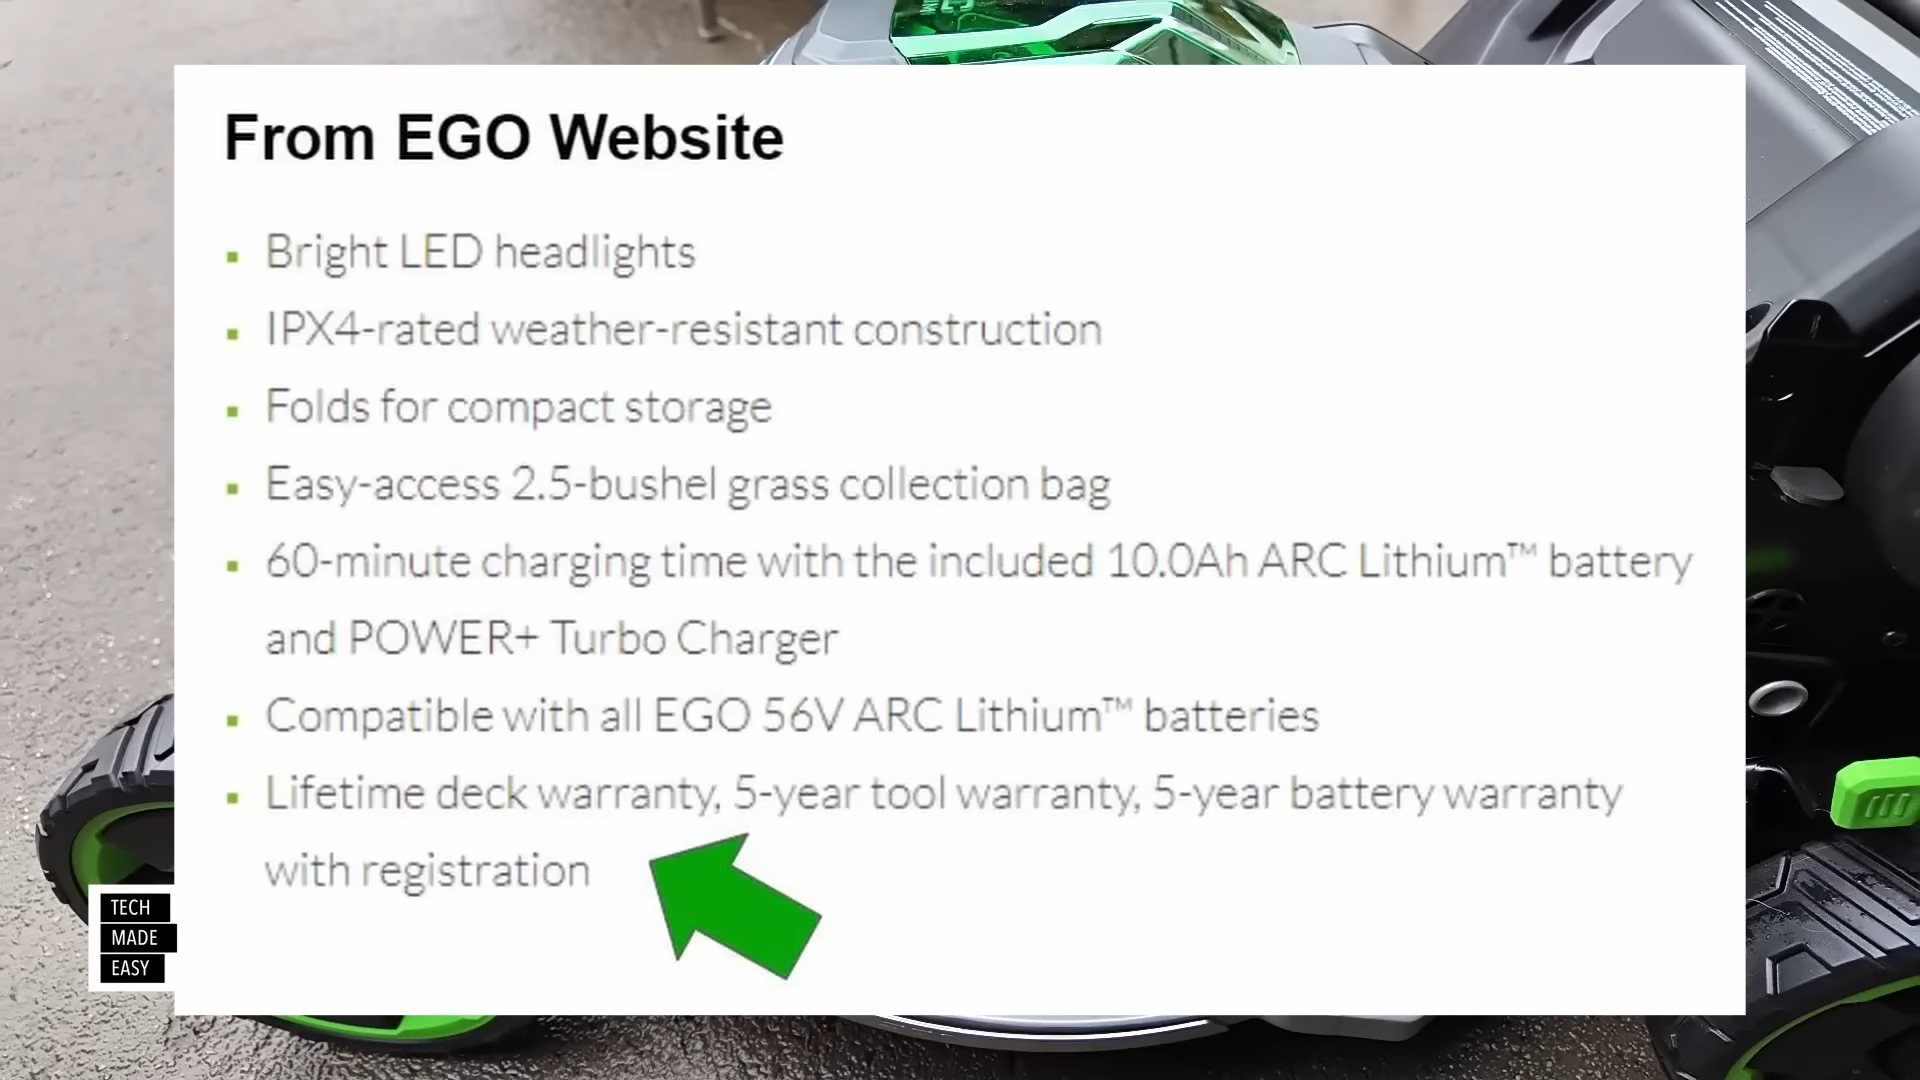 From EGO Website
Bright LED headlights
IPX4-rated weather-resistant construction
Folds for compact storage
Easy-access 2.5-bushel grass collection bag
60-minute charging time with the included 10.0Ah ARC Lithium™ battery
and POWER+ Turbo Charger
Compatible with all EGO 56V ARC Lithium™ batteries
Lifetime deck warranty, 5-year tool warranty, 5-year battery warranty
with registration
TECH
MADE
EASY